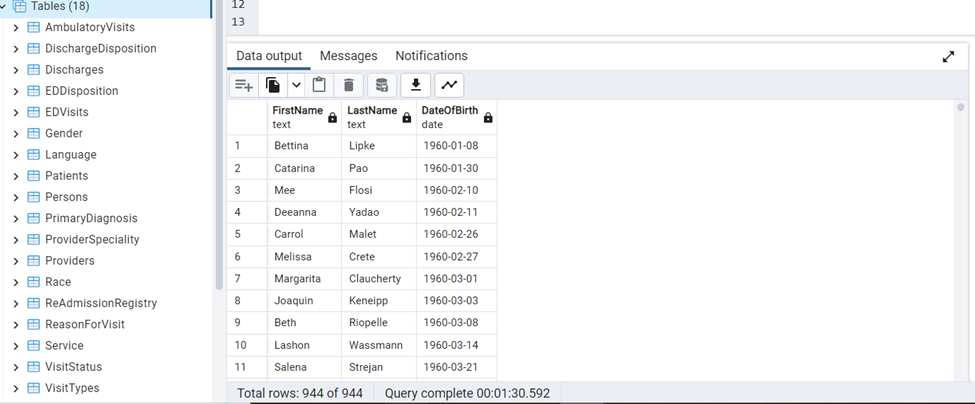 Tables (18)
AmbulatoryVisits
DischargeDisposition
Discharges
EDDisposition
EDVisits
Gender
Language
Patients
Persons
PrimaryDiagnosis
ProviderSpeciality
Providers
Race
ReAdmissionRegistry
ReasonForVisit
Service
VisitStatus
VisitTypes
12
13
Data output Messages Notifications
FirstName LastName DateOfBirth
text text date
1 Bettina Lipke 1960-01-08
2 Catarina Pao 1960-01-30
3 Mee Flosi 1960-02-10
4 Deeanna Yadao 1960-02-11
5 Carrol Malet 1960-02-26
6 Melissa Crete 1960-02-27
7 Margarita Claucherty 1960-03-01
8 Joaquin Keneipp 1960-03-03
9 Beth Riopelle 1960-03-08
10 Lashon Wassmann 1960-03-14
11 Salena Strejan 1960-03-21
Total rows: 944 of 944 Query complete 00:01:30.592